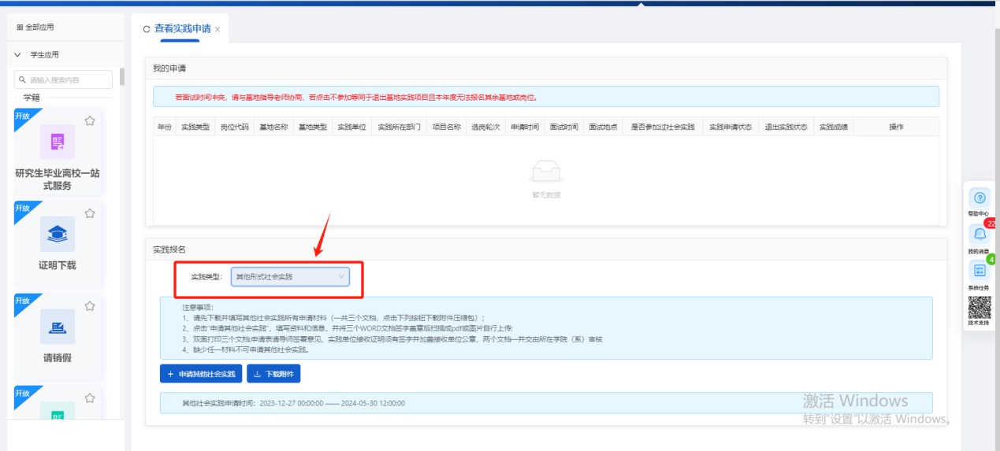 全部应用
查看实践申请
学生应用
请输入搜索内容
学籍
开放
研究生毕业离校一站
式服务
开放
证明下载
开放
请销假
开放
我的申请
若面试时间冲突，请与基地指导老师协商，若点击不参加等同于退出基地实践项目且本年度无法报名其余基地或岗位。
年份 实践类型 岗位代码 基地名称 基地类型 实践单位 实践所在部门 项目名称 选岗轮次 申请时间 面试时间 面试地点 是否参加过社会实践 实践申请状态 退出实践状态 实践成绩 操作
暂无数据
实践报名
实践类型： 其他形式社会实践
注意事项：
1、请先下载并填写其他社会实践所有申请材料（一共三个文档，点击下列按钮下载附件压缩包）；
2、点击“申请其他社会实践”，填写资料和信息，并将三个WORD文档签字盖章版扫描成pdf或图片自行上传;
3、双面打印三个文档:申请表请导师签署意见、实践单位接收证明须有签字并加盖接收单位公章，两个文档一并交由所在学院（系）审核
4、缺少任一材料不可申请其他社会实践。
+ 申请其他社会实践 下载附件
其他社会实践申请时间：2023-12-27 00:00:00 —— 2024-05-30 12:00:00
帮助中心
22
我的消息
4
系统任务
技术支持
激活 Windows
转到"设置"以激活 Windows。